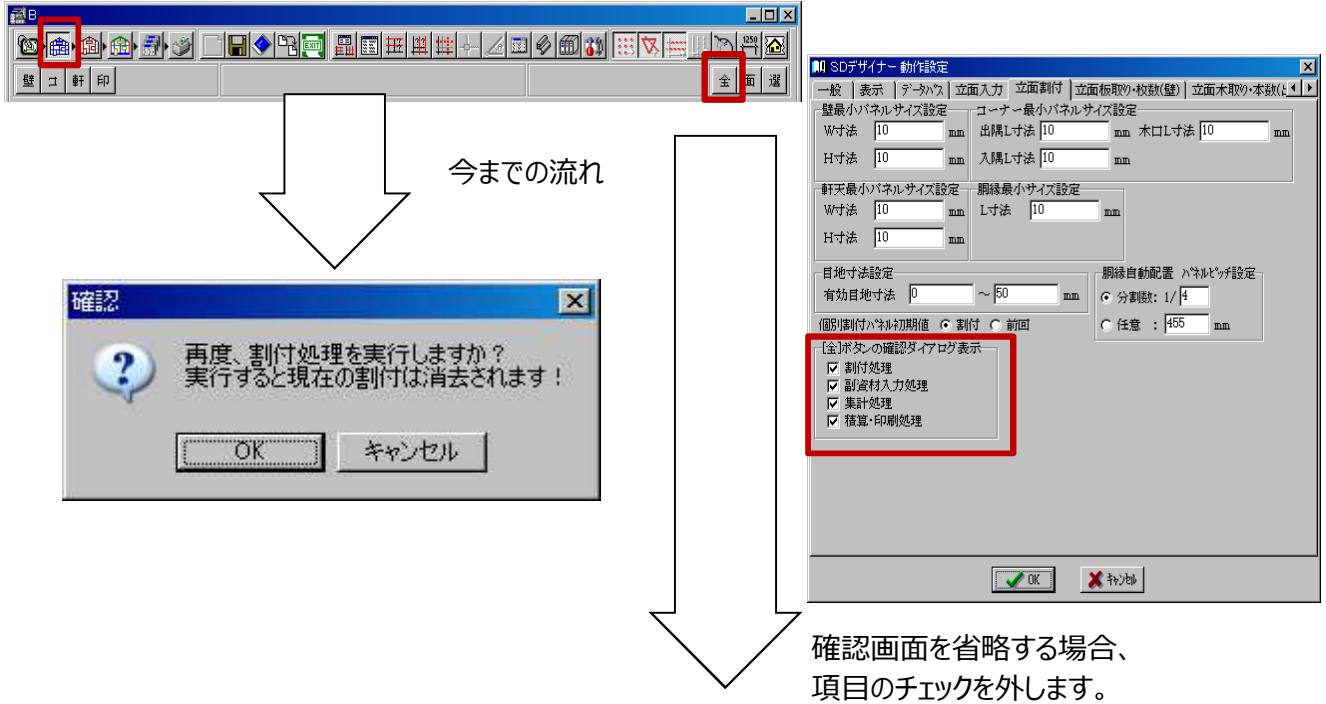 B
EXIT
1250
壁 コ 軒 印
全 面 選
今までの流れ
確認
再度、割付処理を実行しますか？
実行すると現在の割付は消去されます！
OK キャンセル
SDデザイナー 動作設定
一般 表示 データパス 立面入力 立面割付 立面板取り・枚数(壁) 立面木取り・本数(
壁最小パネルサイズ設定
W寸法 10 mm
H寸法 10 mm
コーナー最小パネルサイズ設定
出隅L寸法 10 mm 木口L寸法 10 mm
入隅L寸法 10 mm
軒天最小パネルサイズ設定
W寸法 10 mm
H寸法 10 mm
胴縁最小サイズ設定
L寸法 10 mm
目地寸法設定
有効目地寸法 0 ～ 50 mm
胴縁自動配置 パネルピッチ設定
分割数: 1/ 4
任意 : 455 mm
個別割付パネル初期値 割付 前回
[全]ボタンの確認ダイアログ表示
割付処理
副資材入力処理
集計処理
積算・印刷処理
OK キャンセル
確認画面を省略する場合、
項目のチェックを外します。